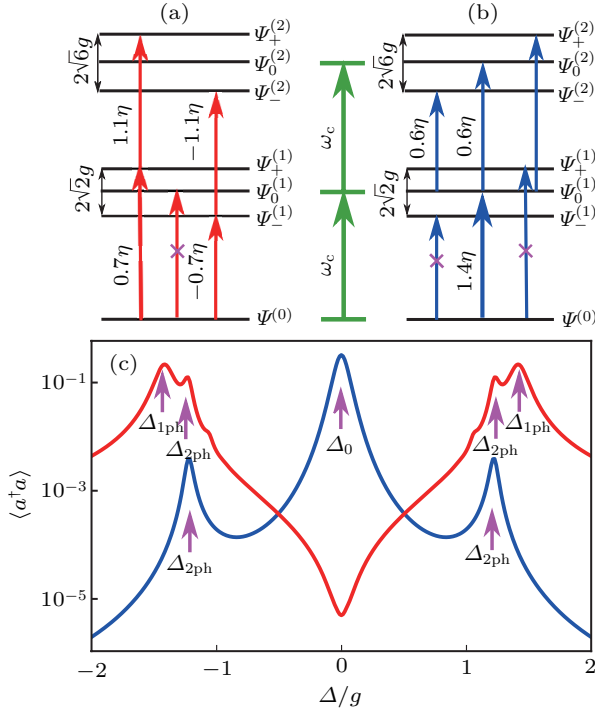 (a)
(b)
Ψ₊⁽²⁾
Ψ₀⁽²⁾
Ψ₋⁽²⁾
2√6g
1.1η
−1.1η
Ψ₊⁽¹⁾
Ψ₀⁽¹⁾
Ψ₋⁽¹⁾
2√2g
0.7η
−0.7η
Ψ⁽⁰⁾
ωc
ωc
Ψ₊⁽²⁾
Ψ₀⁽²⁾
Ψ₋⁽²⁾
2√6g
0.6η
0.6η
Ψ₊⁽¹⁾
Ψ₀⁽¹⁾
Ψ₋⁽¹⁾
2√2g
1.4η
Ψ⁽⁰⁾
(c)
10⁻¹
10⁻³
10⁻⁵
⟨a†a⟩
Δ1ph
Δ2ph
Δ0
Δ2ph
Δ1ph
Δ2ph
Δ2ph
−2
−1
0
1
2
Δ/g